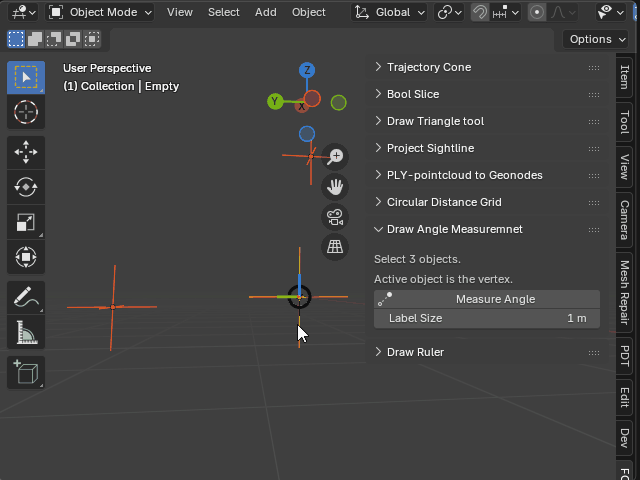 Object Mode
View
Select
Add
Object
Global
Options
User Perspective
(1) Collection | Empty
Z
Y
X
Trajectory Cone
Bool Slice
Draw Triangle tool
Project Sightline
PLY-pointcloud to Geonodes
Circular Distance Grid
Draw Angle Measuremnet
Select 3 objects.
Active object is the vertex.
Measure Angle
Label Size 1 m
Draw Ruler
Item
Tool
View
Camera
Mesh Repair
PDT
Edit
Dev